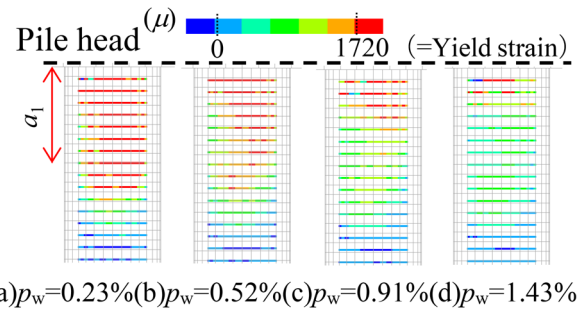 (μ)
Pile head
0
1720
(=Yield strain)
a1
a)pw=0.23%(b)pw=0.52%(c)pw=0.91%(d)pw=1.43%